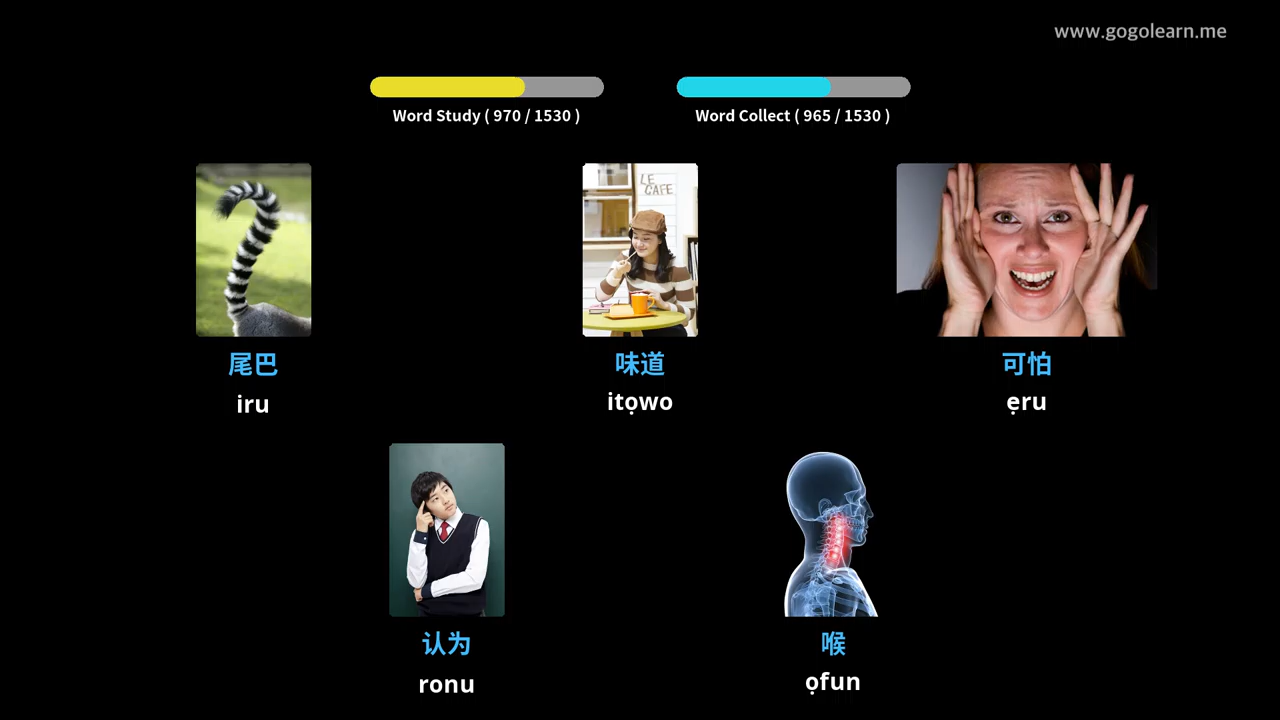 www.gogolearn.me
Word Study ( 970 / 1530 )
Word Collect ( 965 / 1530 )
LE
CAFE
尾巴
iru
味道
itọwo
可怕
ẹru
认为
ronu
喉
ọfun